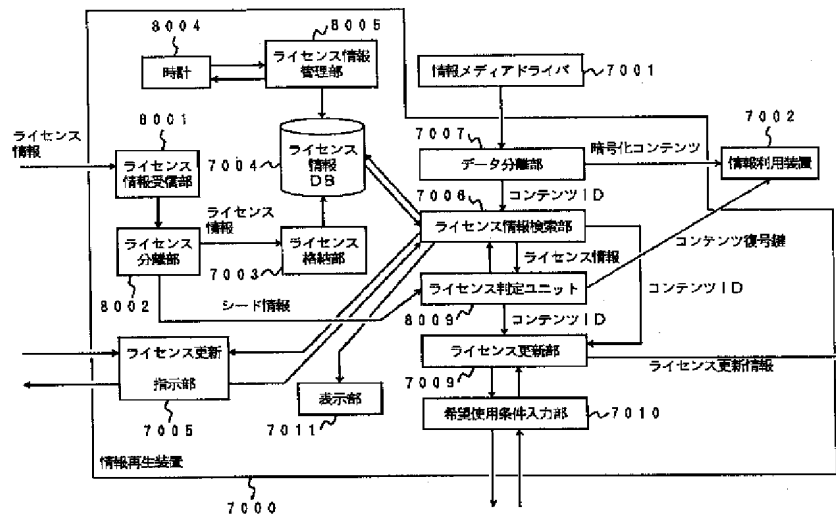 8004
8005
時計
ライセンス情報
管理部
情報メディアドライバ
7001
ライセンス
情報
8001
ライセンス
情報受信部
7004
ライセンス
情報
DB
7007
データ分離部
暗号化コンテンツ
7002
情報利用装置
コンテンツID
7006
ライセンス情報検索部
ライセンス
情報
ライセンス
分離部
8002
ライセンス
格結部
7003
ライセンス情報
コンテンツ復号鍵
シード情報
ライセンス判定ユニット
8009
コンテンツID
コンテンツID
ライセンス更新
指示部
7005
ライセンス更新部
7009
ライセンス更新情報
表示部
7011
希望使用条件入力部
7010
情報再生装置
7000